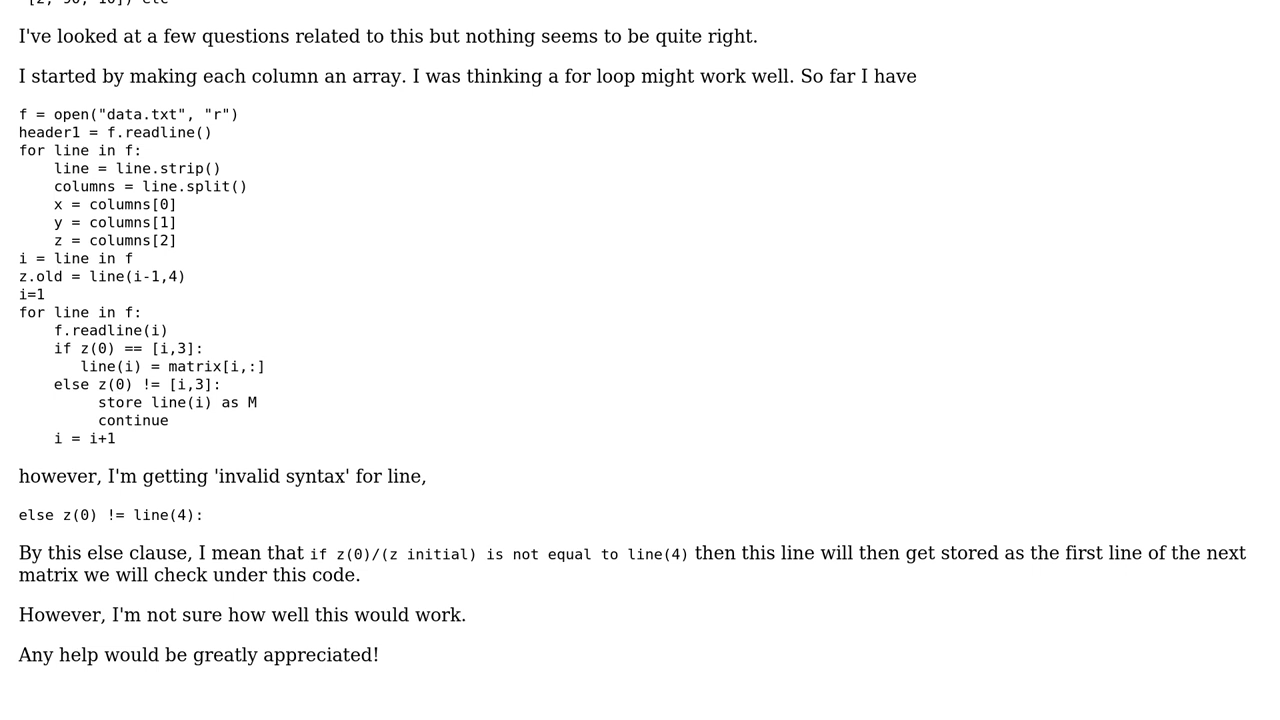 [2, 90, 10]) etc
I've looked at a few questions related to this but nothing seems to be quite right.
I started by making each column an array. I was thinking a for loop might work well. So far I have
f = open("data.txt", "r")
header1 = f.readline()
for line in f:
    line = line.strip()
    columns = line.split()
    x = columns[0]
    y = columns[1]
    z = columns[2]
i = line in f
z.old = line(i-1,4)
i=1
for line in f:
    f.readline(i)
    if z(0) == [i,3]:
       line(i) = matrix[i,:]
    else z(0) != [i,3]:
         store line(i) as M
         continue
    i = i+1
however, I'm getting 'invalid syntax' for line,
else z(0) != line(4):
By this else clause, I mean that if z(0)/(z initial) is not equal to line(4) then this line will then get stored as the first line of the next
matrix we will check under this code.
However, I'm not sure how well this would work.
Any help would be greatly appreciated!